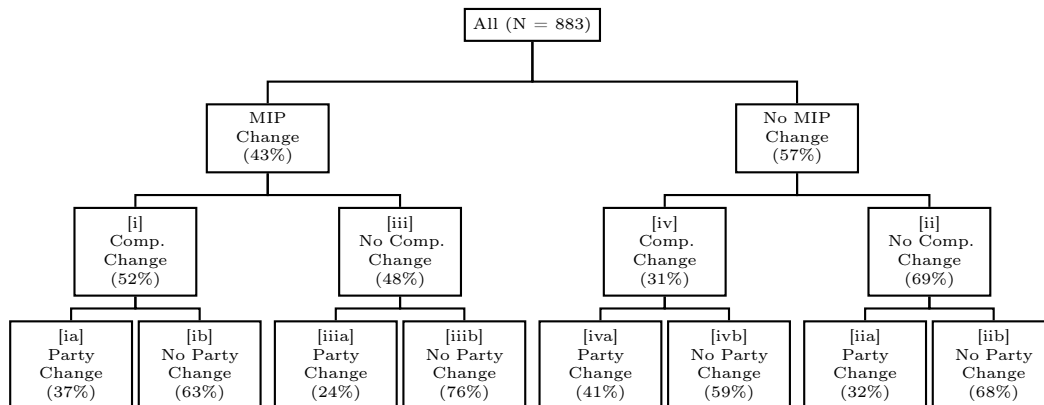 All (N = 883)
MIP
Change
(43%)
No MIP
Change
(57%)
[i]
Comp.
Change
(52%)
[iii]
No Comp.
Change
(48%)
[iv]
Comp.
Change
(31%)
[ii]
No Comp.
Change
(69%)
[ia]
Party
Change
(37%)
[ib]
No Party
Change
(63%)
[iiia]
Party
Change
(24%)
[iiib]
No Party
Change
(76%)
[iva]
Party
Change
(41%)
[ivb]
No Party
Change
(59%)
[iia]
Party
Change
(32%)
[iib]
No Party
Change
(68%)